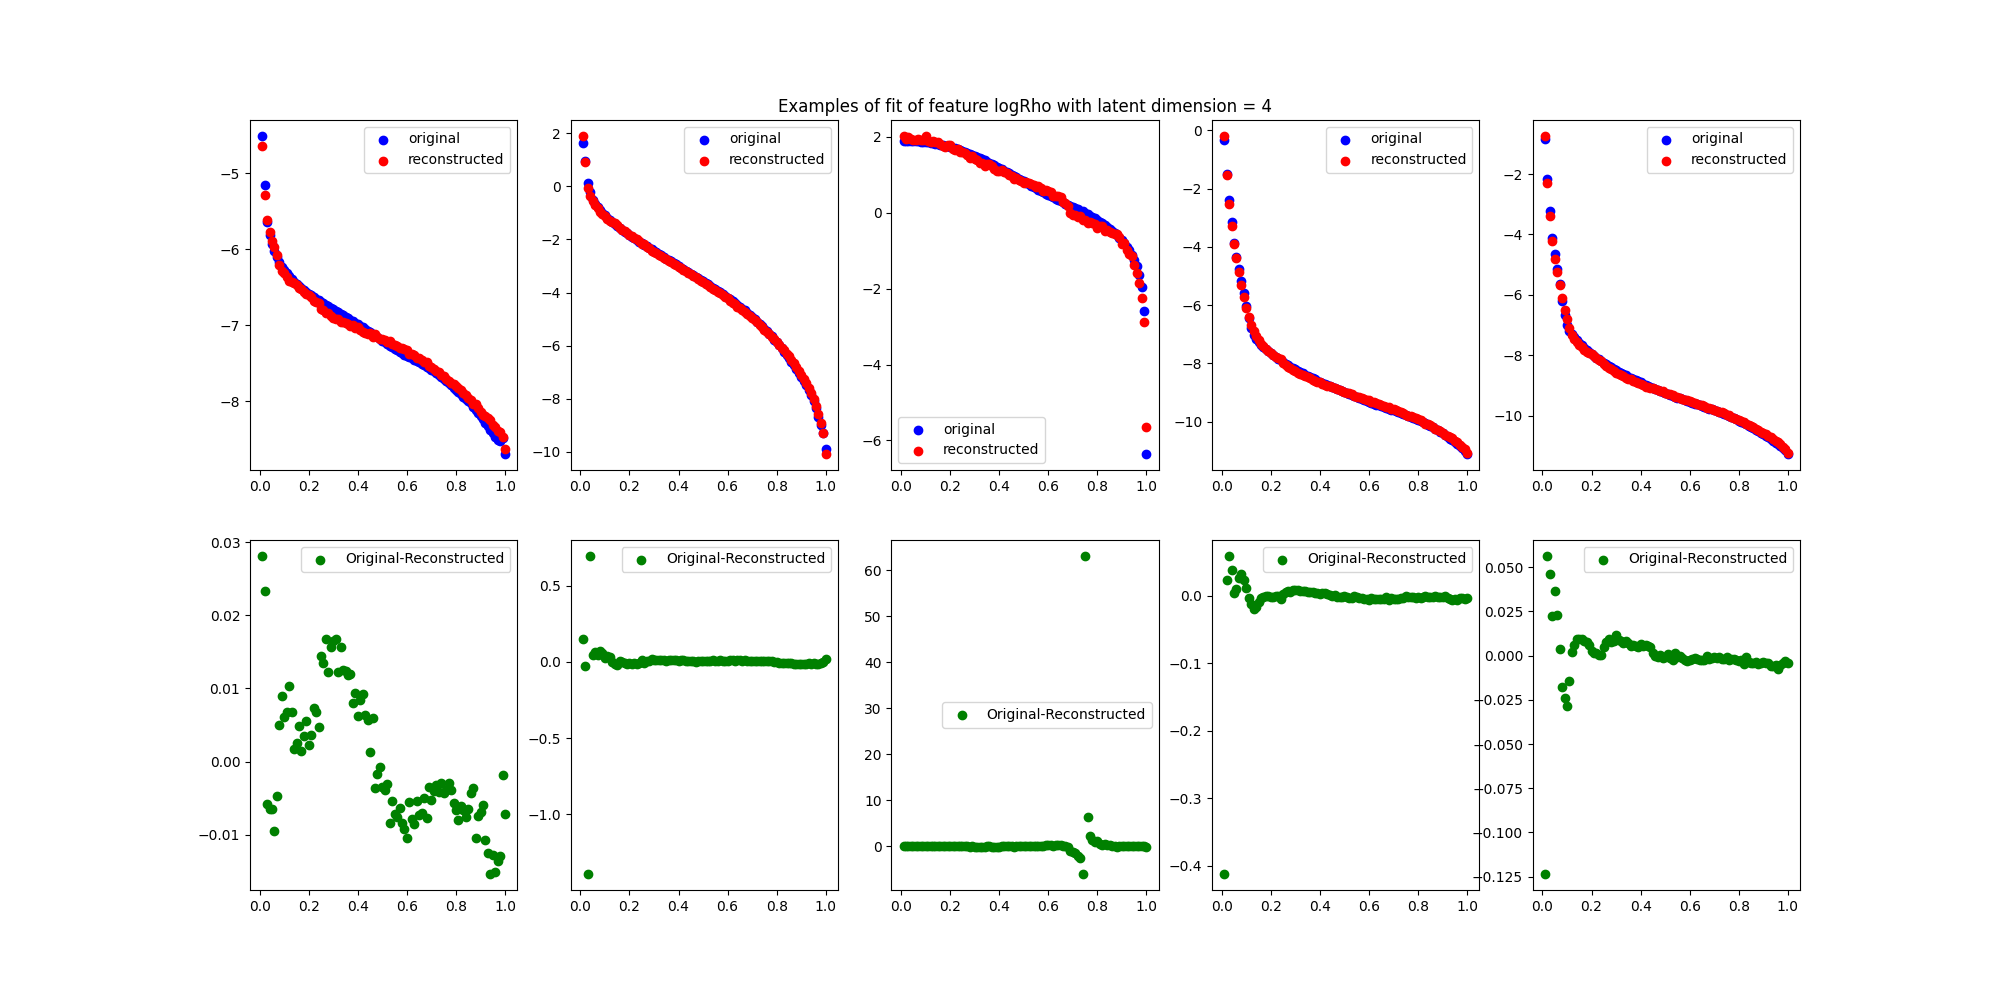 Examples of fit of feature logRho with latent dimension = 4
original
reconstructed
−5
−6
−7
−8
0.0 0.2 0.4 0.6 0.8 1.0
original
reconstructed
2
0
−2
−4
−6
−8
−10
0.0 0.2 0.4 0.6 0.8 1.0
2
0
−2
−4
−6
original
reconstructed
0.0 0.2 0.4 0.6 0.8 1.0
original
reconstructed
0
−2
−4
−6
−8
−10
0.0 0.2 0.4 0.6 0.8 1.0
original
reconstructed
−2
−4
−6
−8
−10
0.0 0.2 0.4 0.6 0.8 1.0
Original-Reconstructed
0.03
0.02
0.01
0.00
−0.01
0.0 0.2 0.4 0.6 0.8 1.0
Original-Reconstructed
0.5
0.0
−0.5
−1.0
0.0 0.2 0.4 0.6 0.8 1.0
60
50
40
30
20
10
0
Original-Reconstructed
0.0 0.2 0.4 0.6 0.8 1.0
Original-Reconstructed
0.0
−0.1
−0.2
−0.3
−0.4
0.0 0.2 0.4 0.6 0.8 1.0
Original-Reconstructed
0.050
0.025
0.000
−0.025
−0.050
−0.075
−0.100
−0.125
0.0 0.2 0.4 0.6 0.8 1.0